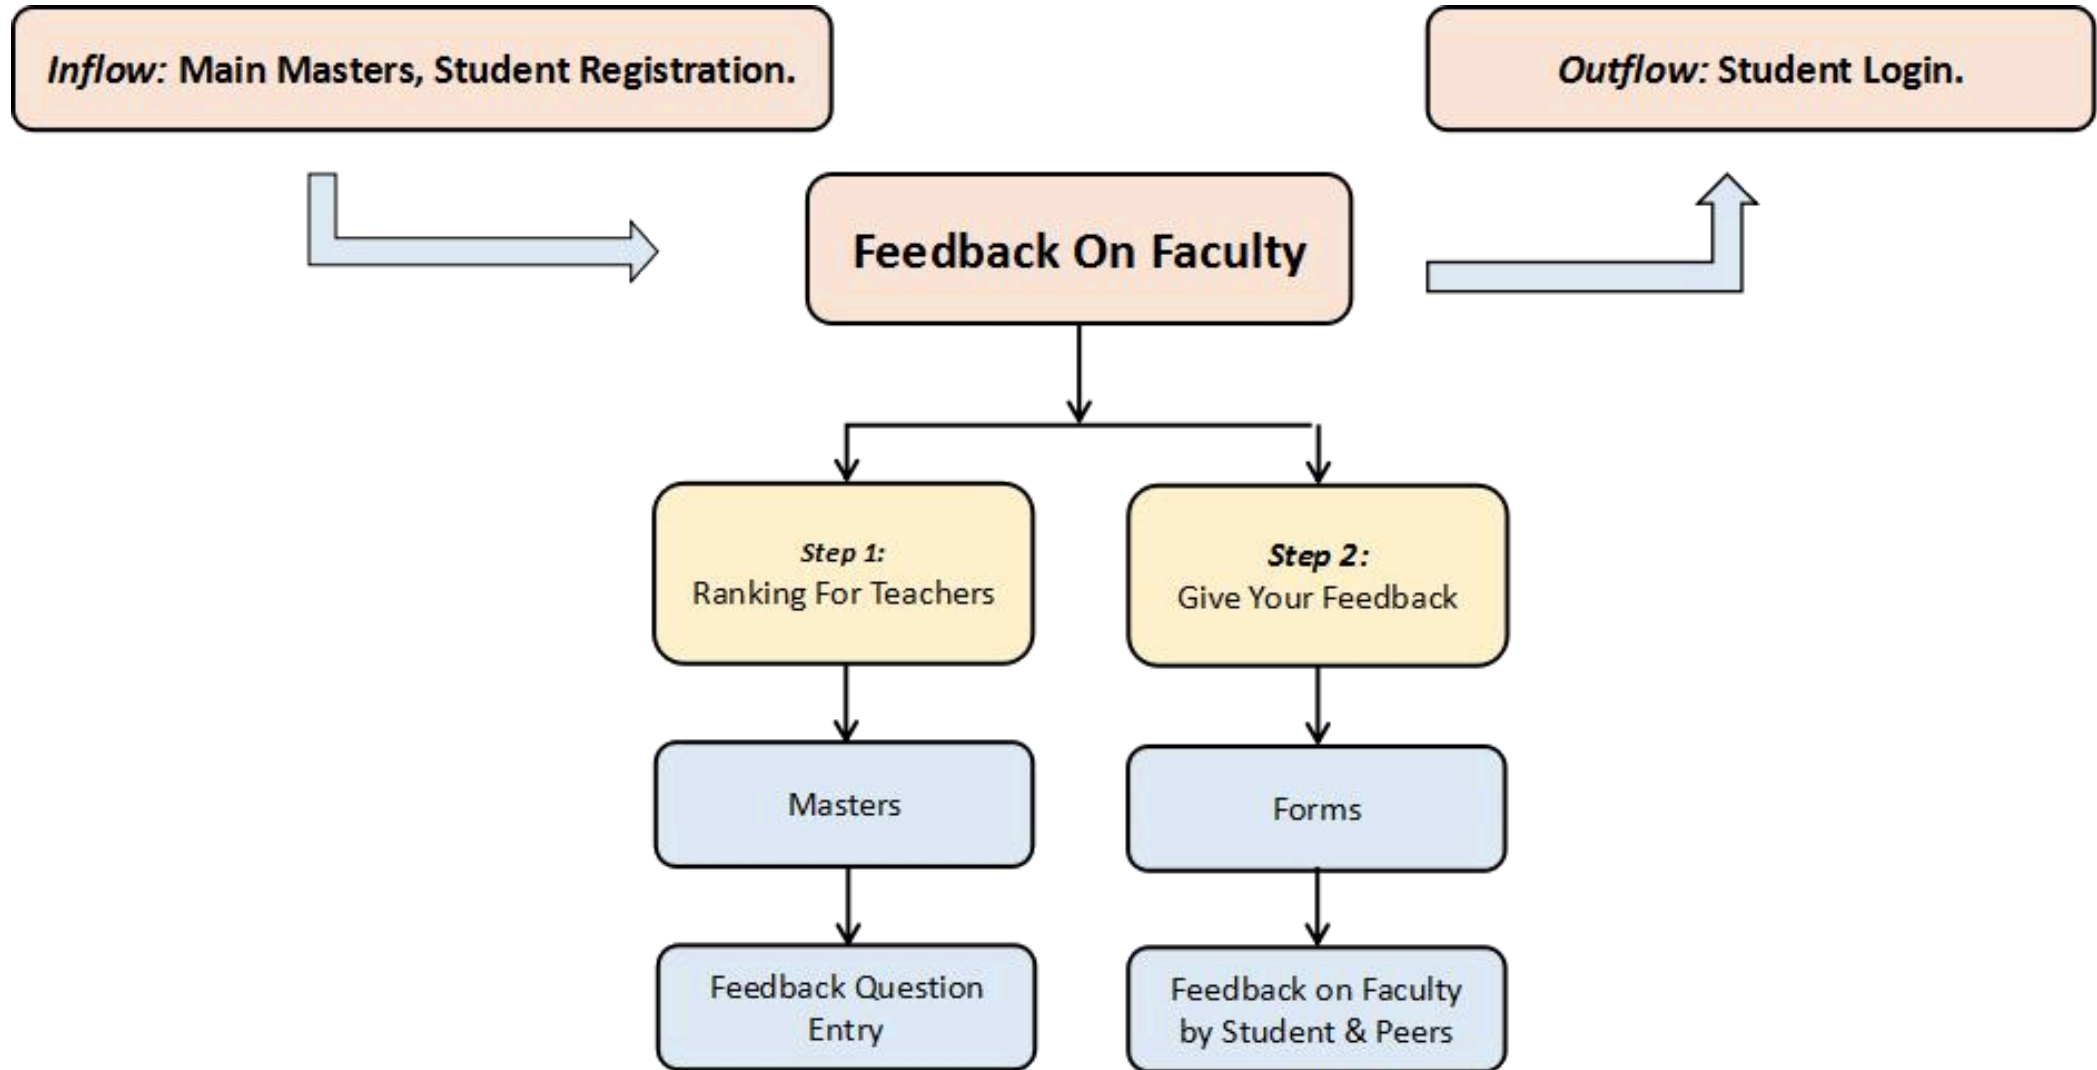 Inflow: Main Masters, Student Registration.
Outflow: Student Login.
Feedback On Faculty
Step 1:
Ranking For Teachers
Step 2:
Give Your Feedback
Masters
Forms
Feedback Question
Entry
Feedback on Faculty
by Student & Peers